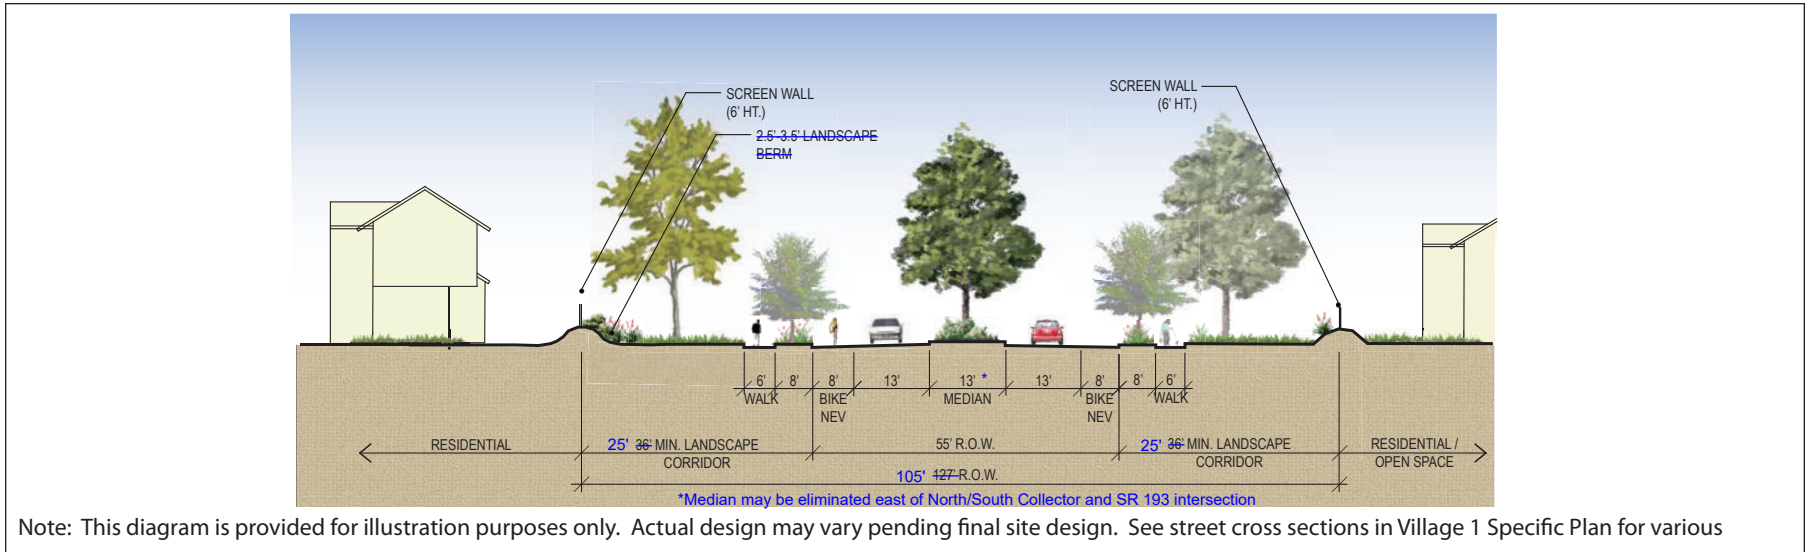 SCREEN WALL
(6' HT.)
2.5'-3.5' LANDSCAPE
BERM
SCREEN WALL
(6' HT.)
6' 8' 8' 13' 13' * 13' 8' 8' 6'
WALK BIKE MEDIAN BIKE WALK
NEV NEV
RESIDENTIAL 25' 36' MIN. LANDSCAPE 55' R.O.W. 25' 36' MIN. LANDSCAPE RESIDENTIAL /
CORRIDOR CORRIDOR OPEN SPACE
105' 127' R.O.W.
*Median may be eliminated east of North/South Collector and SR 193 intersection
Note: This diagram is provided for illustration purposes only. Actual design may vary pending final site design. See street cross sections in Village 1 Specific Plan for various